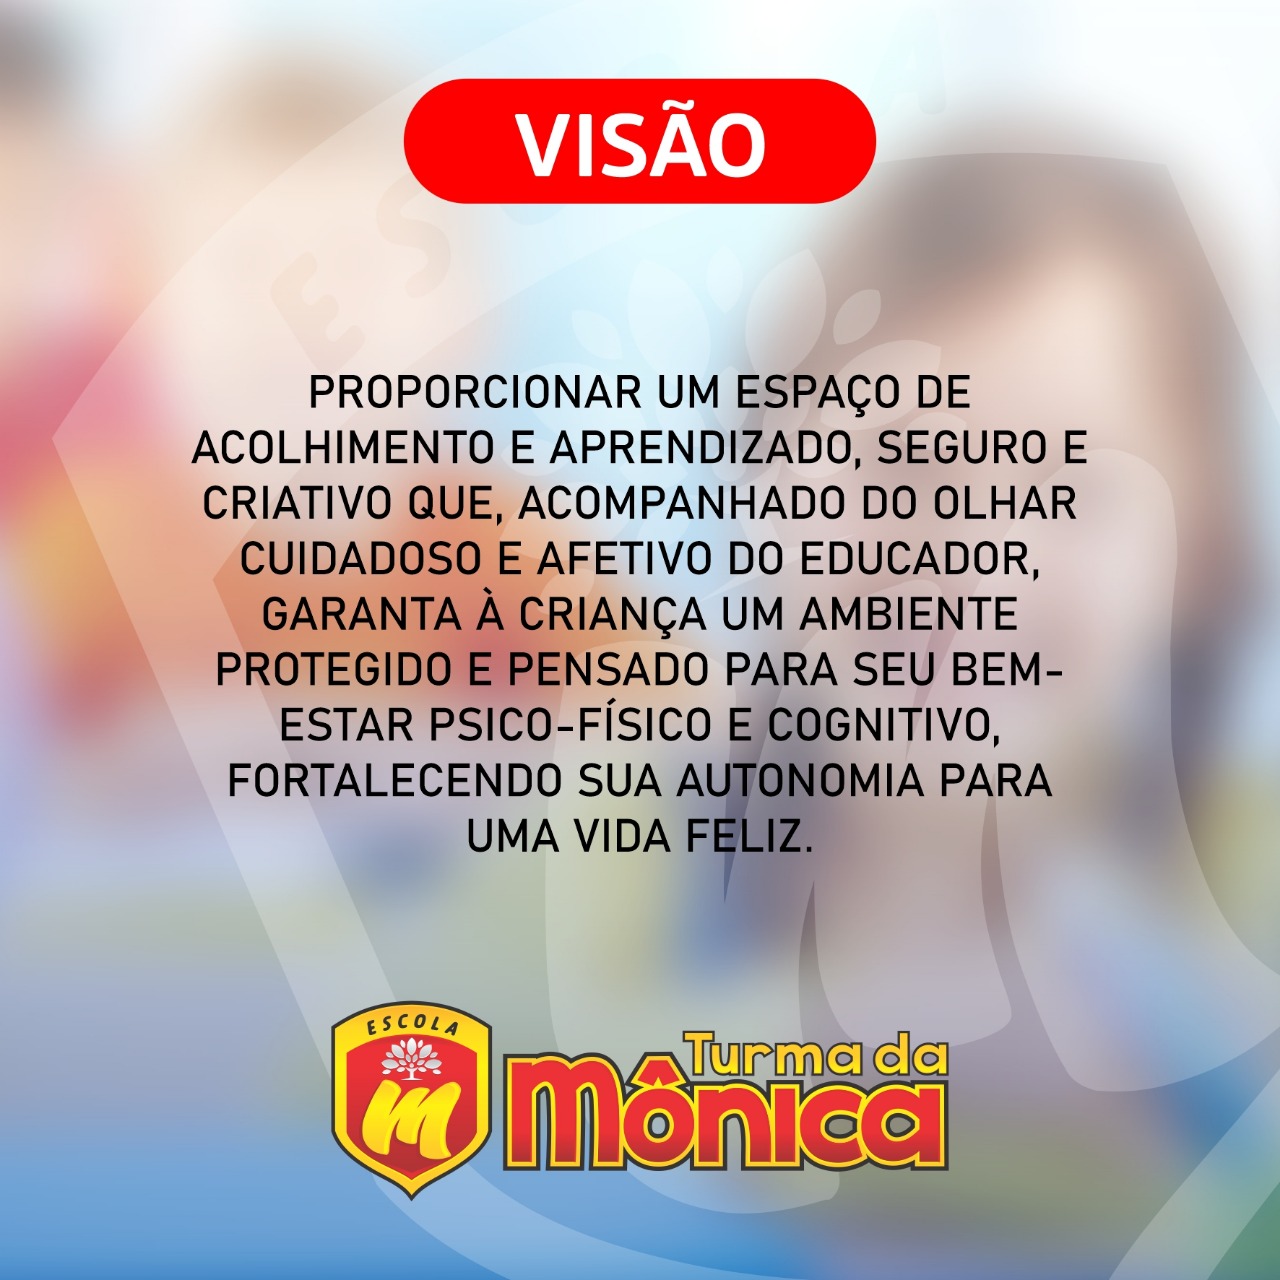 VISÃO
PROPORCIONAR UM ESPAÇO DE
ACOLHIMENTO E APRENDIZADO, SEGURO E
CRIATIVO QUE, ACOMPANHADO DO OLHAR
CUIDADOSO E AFETIVO DO EDUCADOR,
GARANTA À CRIANÇA UM AMBIENTE
PROTEGIDO E PENSADO PARA SEU BEM-
ESTAR PSICO-FÍSICO E COGNITIVO,
FORTALECENDO SUA AUTONOMIA PARA
UMA VIDA FELIZ.
ESCOLA
m
Turma da
mônica